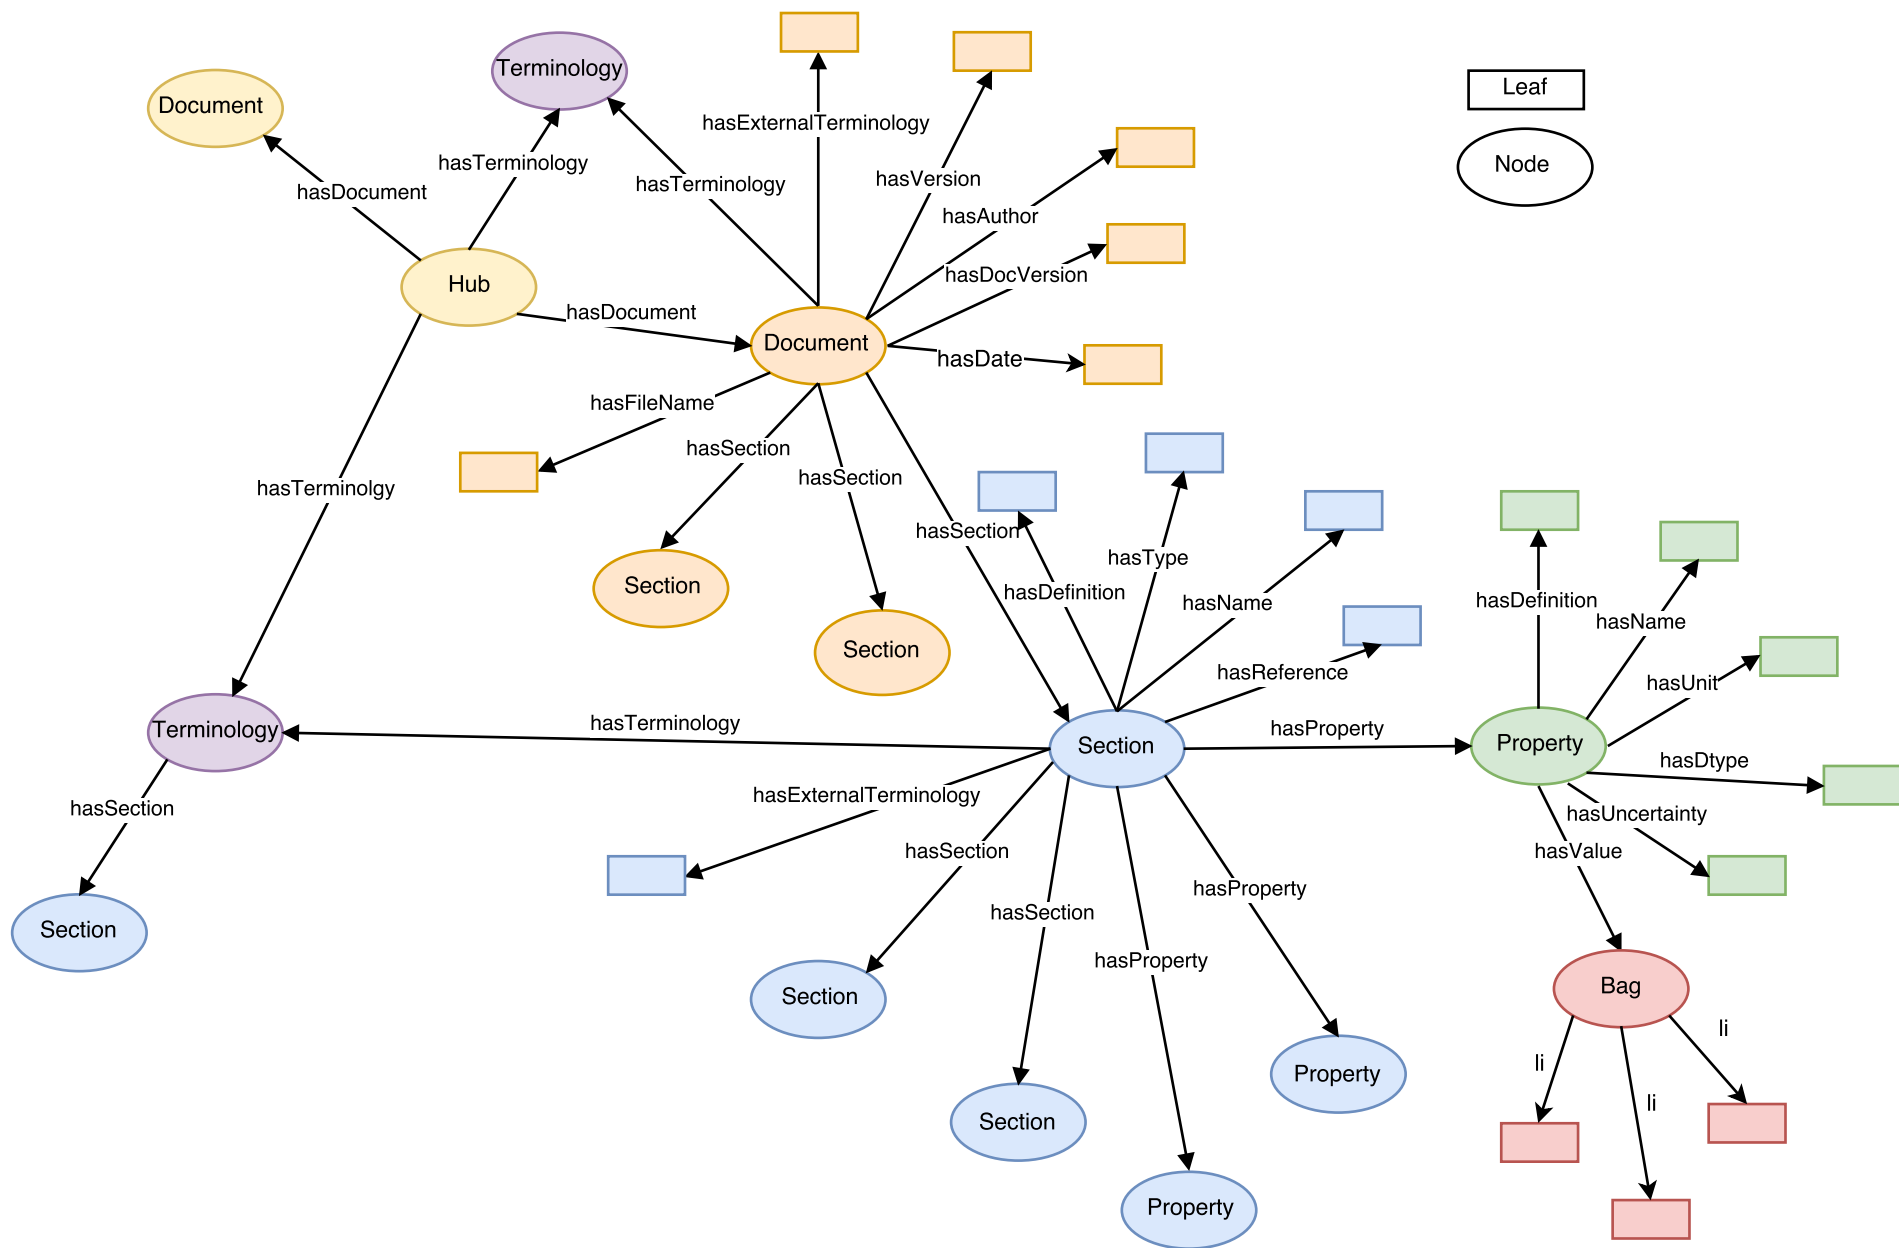 Terminology
Leaf
Document
hasExternalTerminology
hasTerminology
Node
hasTerminology
hasVersion
hasDocument
hasAuthor
hasDocVersion
Hub
hasDocument
Document
hasDate
hasFileName
hasSection
hasSection
hasTerminolgy
hasSection
hasType
hasDefinition
hasName
hasDefinition
hasName
Section
Section
hasReference
hasUnit
Terminology
hasTerminology
Section
hasProperty
Property
hasDtype
hasSection
hasExternalTerminology
hasUncertainty
hasSection
hasValue
hasProperty
hasSection
Section
hasProperty
Section
Bag
li
li
Property
li
Section
Property